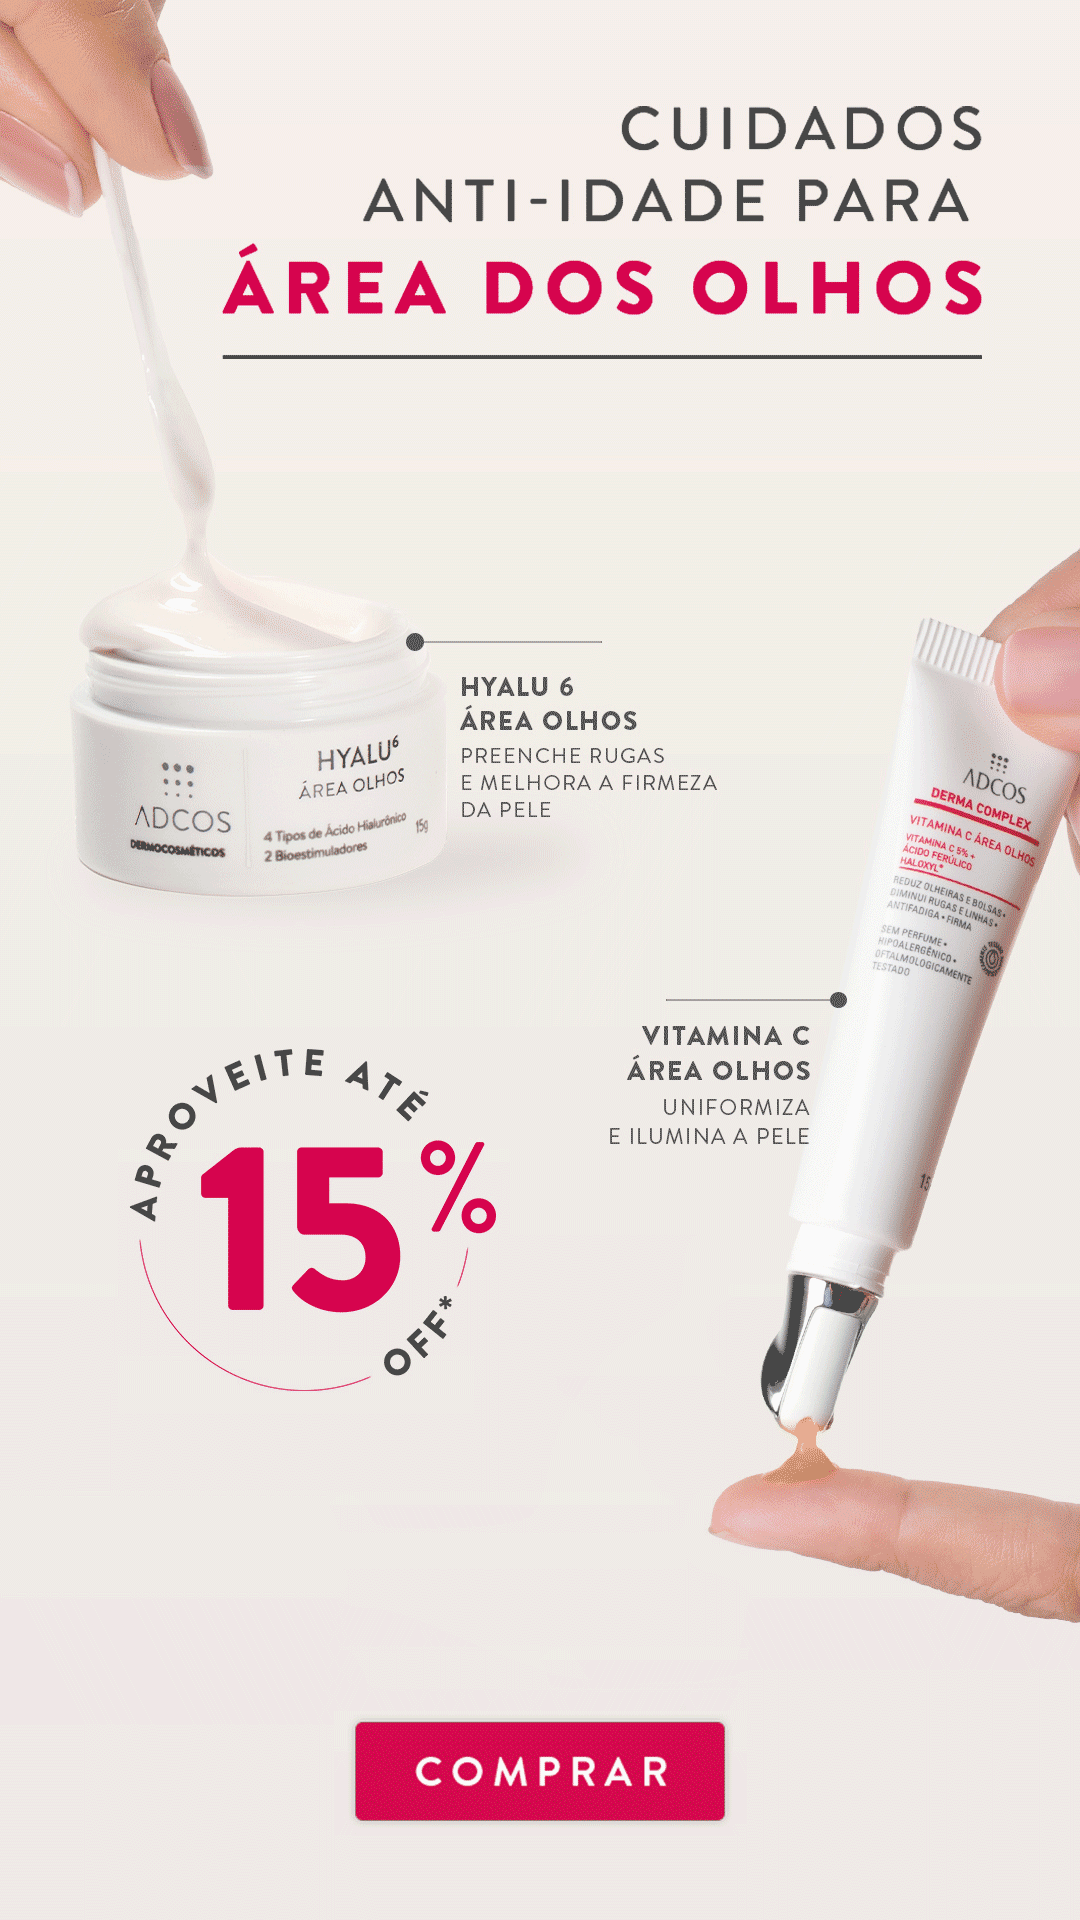 CUIDADOS
ANTI-IDADE PARA
ÁREA DOS OLHOS
HYALU 6
ÁREA OLHOS
PREENCHE RUGAS
E MELHORA A FIRMEZA
DA PELE
ADCOS
DERMOCOSMÉTICOS
HYALU⁶
ÁREA OLHOS
4 Tipos de Ácido Hialurônico
2 Bioestimuladores
15g
ADCOS
DERMA COMPLEX
VITAMINA C ÁREA OLHOS
VITAMINA C 5% +
ÁCIDO FERÚLICO
HALOXYL*
REDUZ OLHEIRAS E BOLSAS •
DIMINUI RUGAS E LINHAS •
ANTIFADIGA • FIRMA
SEM PERFUME •
HIPOALERGÊNICO •
OFTALMOLOGICAMENTE
TESTADO
VITAMINA C
ÁREA OLHOS
UNIFORMIZA
E ILUMINA A PELE
APROVEITE ATÉ
15%
OFF*
COMPRAR